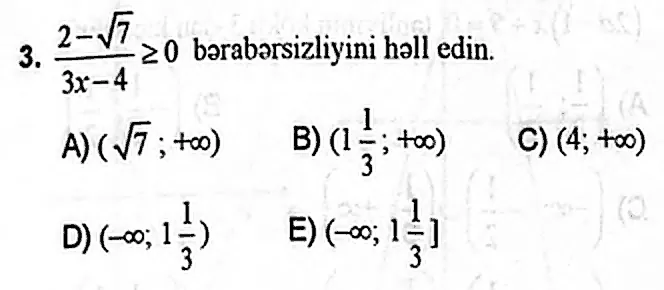 3. (2-√7)/(3x-4) ≥ 0 bərabərsizliyini həll edin.
A) (√7 ; +∞) B) (1 1/3; +∞) C) (4; +∞)
D) (-∞; 1 1/3) E) (-∞; 1 1/3]